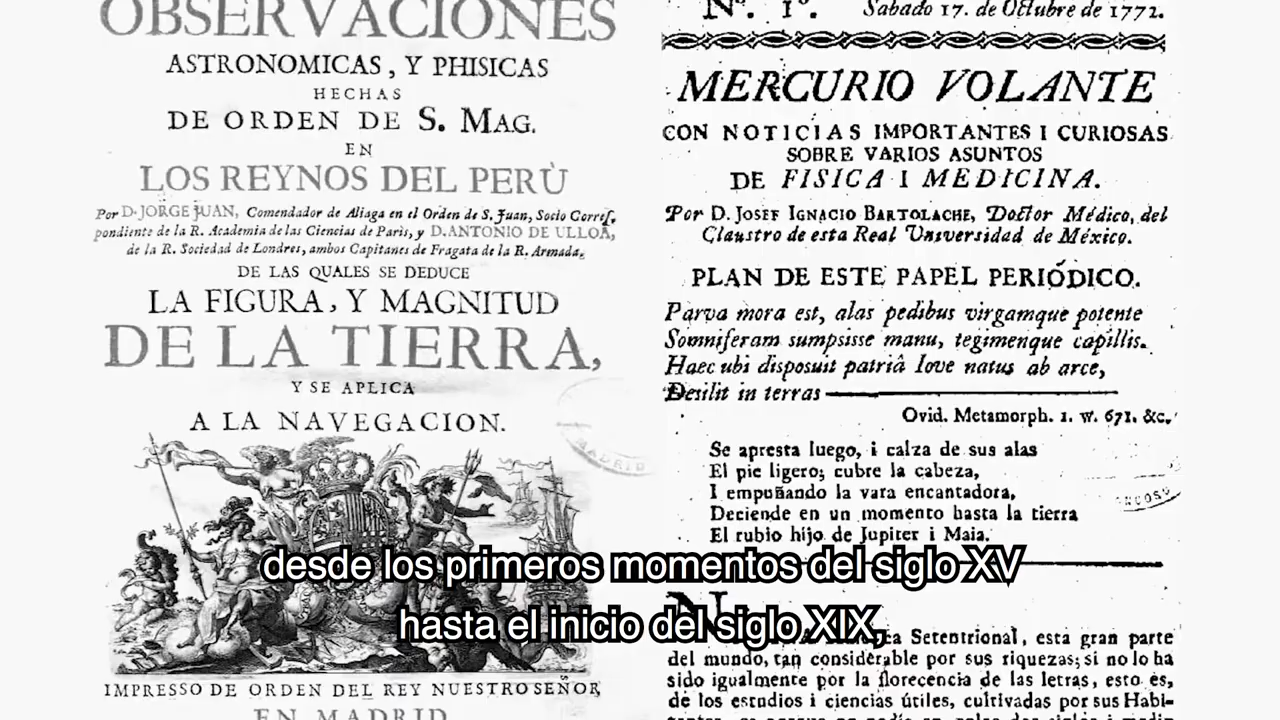 OBSERVACIONES
ASTRONOMICAS, Y PHISICAS
HECHAS
DE ORDEN DE S. MAG.
EN
LOS REYNOS DEL PERÙ
Por D. JORGE JUAN, Comendador de Aliaga en el Orden de S. Juan, Socio Corres-
pondiente de la R. Academia de las Ciencias de Paris, y D. ANTONIO DE ULLOA,
de la R. Sociedad de Londres, ambos Capitanes de Fragata de la R. Armada,
DE LAS QUALES SE DEDUCE
LA FIGURA, Y MAGNITUD
DE LA TIERRA,
Y SE APLICA
A LA NAVEGACION.
IMPRESSO DE ORDEN DEL REY NUESTRO SEÑOR
EN MADRID
Nº. 1º. Sabado 17. de Octubre de 1772.
MERCURIO VOLANTE
CON NOTICIAS IMPORTANTES I CURIOSAS
SOBRE VARIOS ASUNTOS
DE FISICA I MEDICINA.
Por D. JOSEF IGNACIO BARTOLACHE, Doctor Médico, del
Claustro de esta Real Universidad de México.
PLAN DE ESTE PAPEL PERIÓDICO.
Parva mora est, alas pedibus virgamque potente
Somniferam sumpsisse manu, tegimenque capillis.
Haec ubi disposuit patriâ Iove natus ab arce,
Desilit in terras
Ovid. Metamorph. 1. w. 671. &c.
Se apresta luego, i calza de sus alas
El pie ligero; cubre la cabeza,
I empuñando la vara encantadora,
Deciende en un momento hasta la tierra
El rubio hijo de Jupiter i Maia.
Setentrional, esta gran parte
del mundo, tan considerable por sus riquezas; si no lo ha
sido igualmente por la florecencia de las letras, esto es,
de los estudios i ciencias útiles, cultivadas por sus Habi-
desde los primeros momentos del siglo XV
hasta el inicio del siglo XIX,